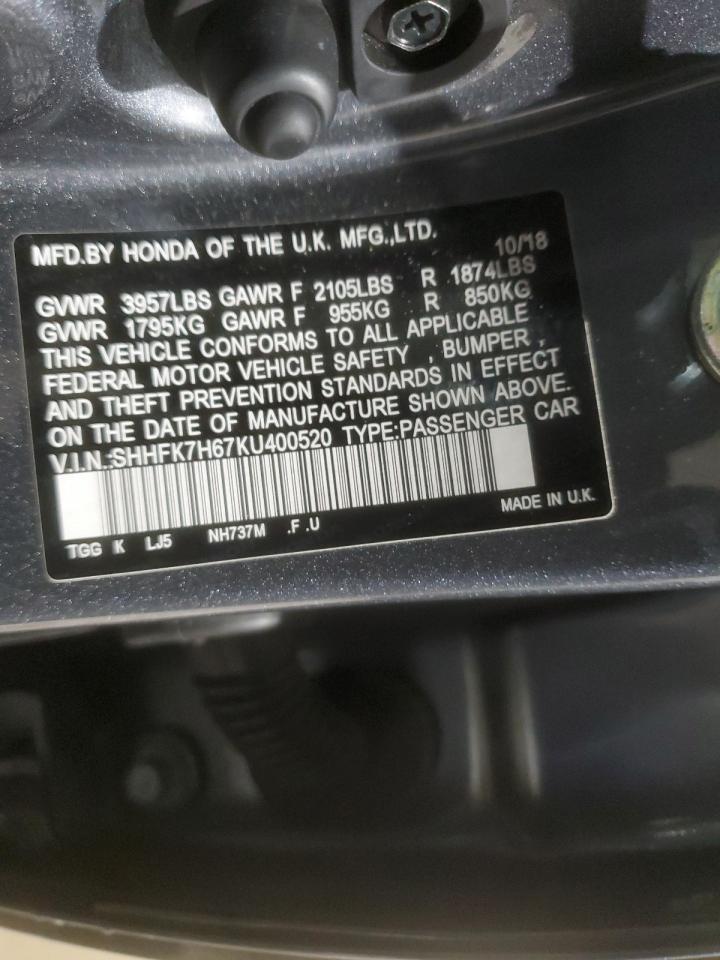 MFD.BY HONDA OF THE U.K. MFG.,LTD. 10/18
GVWR 3957LBS GAWR F 2105LBS R 1874LBS
GVWR 1795KG GAWR F 955KG R 850KG
THIS VEHICLE CONFORMS TO ALL APPLICABLE
FEDERAL MOTOR VEHICLE SAFETY , BUMPER ,
AND THEFT PREVENTION STANDARDS IN EFFECT
ON THE DATE OF MANUFACTURE SHOWN ABOVE.
V.I.N.:SHHFK7H67KU400520 TYPE:PASSENGER CAR
TGG K LJ5 NH737M .F .U MADE IN U.K.